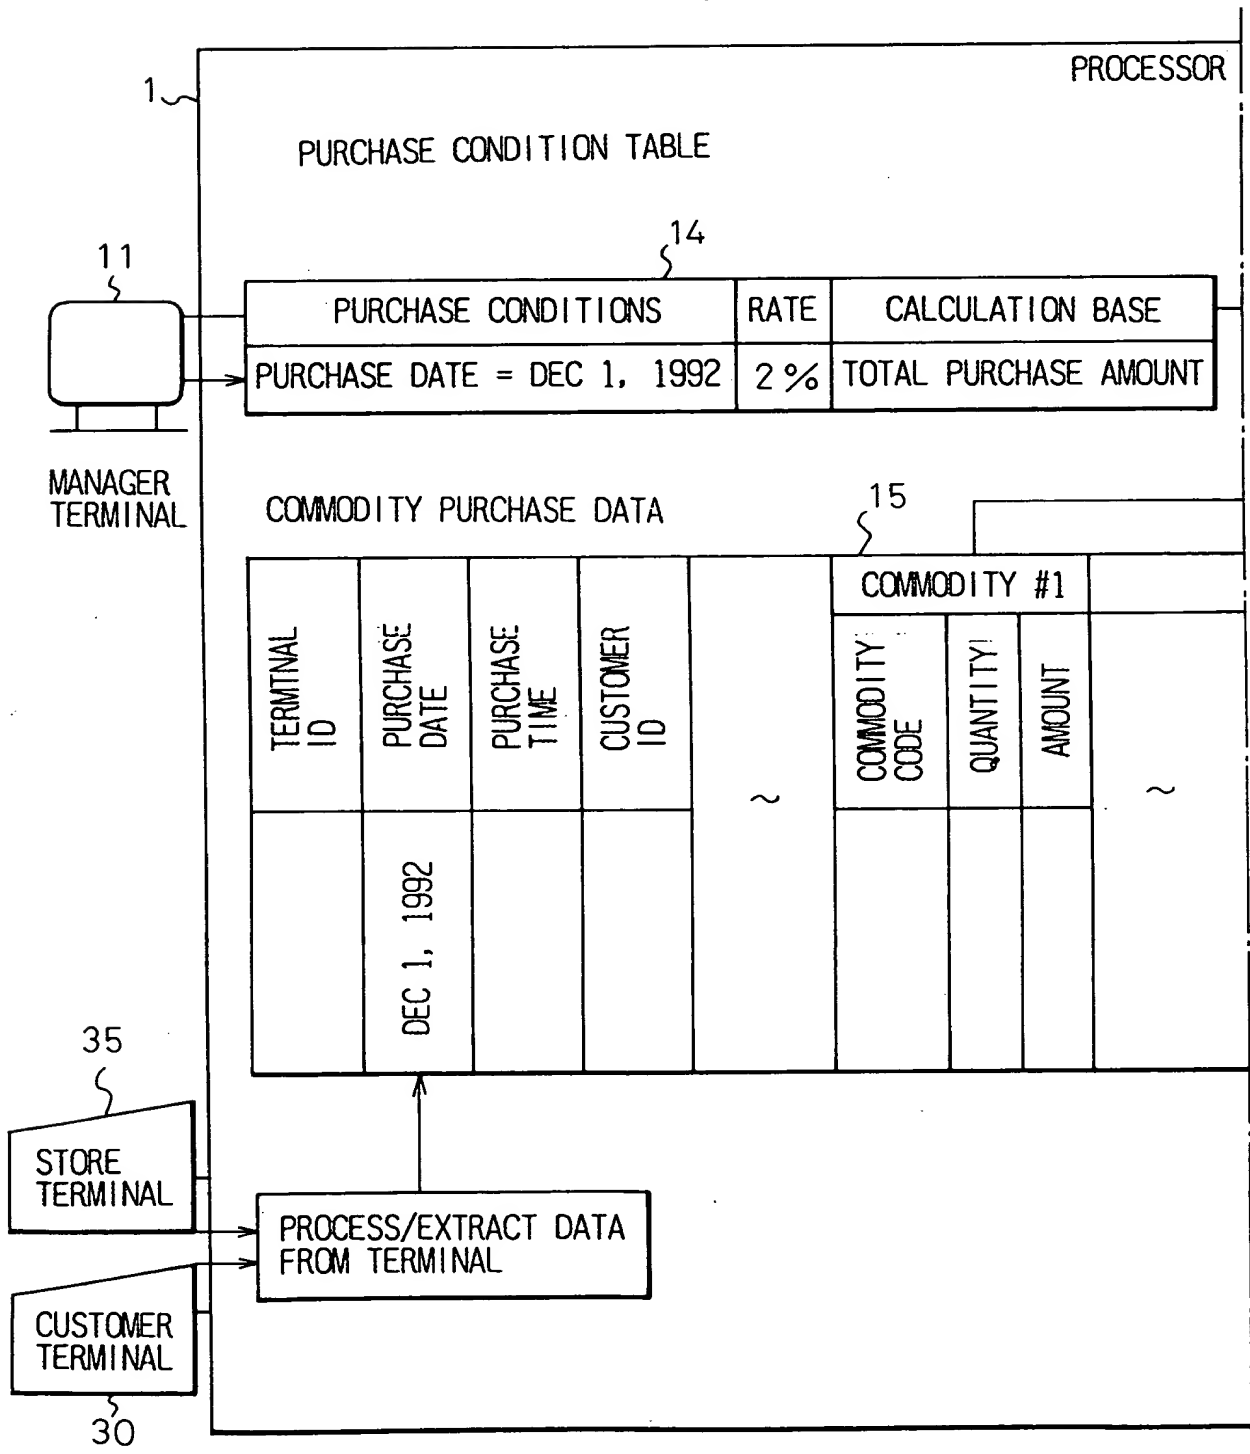 PROCESSOR
1
PURCHASE CONDITION TABLE
14
11
PURCHASE CONDITIONS
RATE
CALCULATION BASE
PURCHASE DATE = DEC 1, 1992
2%
TOTAL PURCHASE AMOUNT
MANAGER
TERMINAL
COMMODITY PURCHASE DATA
15
COMMODITY #1
TERMTNAL
ID
PURCHASE
DATE
PURCHASE
TIME
CUSTOMER
ID
~
COMMODITY
CODE
QUANTITY
AMOUNT
~
DEC 1, 1992
35
STORE
TERMINAL
PROCESS/EXTRACT DATA
FROM TERMINAL
CUSTOMER
TERMINAL
30